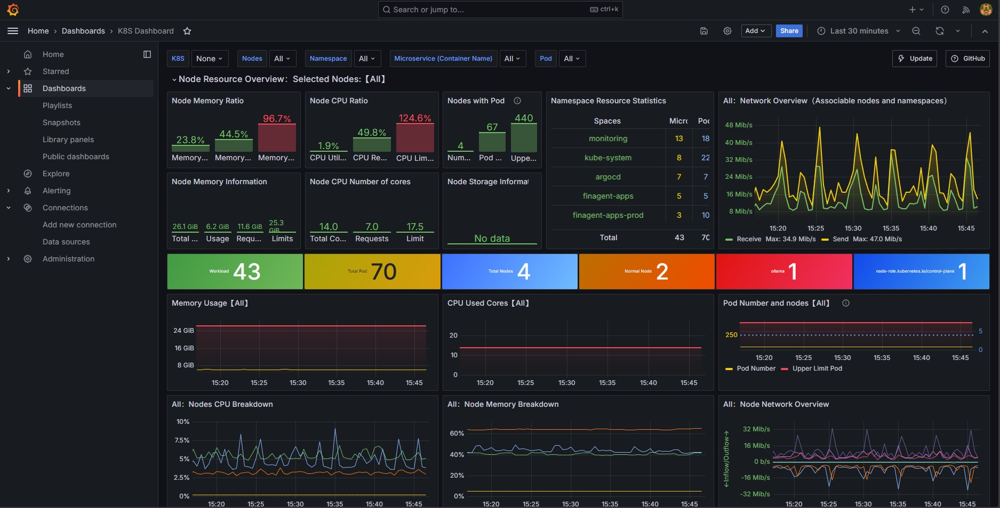 Search or jump to... ctrl+k
Home › Dashboards › K8S Dashboard
Add
Share
Last 30 minutes
Home
Starred
Dashboards
Playlists
Snapshots
Library panels
Public dashboards
Explore
Alerting
Connections
Add new connection
Data sources
Administration
K8S None Nodes All Namespace All Microservice (Container Name) All Pod All Update GitHub
Node Resource Overview： Selected Nodes:【All】
Node Memory Ratio
23.8% 44.5% 96.7%
Memory... Memory... Memory...
Node CPU Ratio
1.9% 49.8% 124.6%
CPU Util... CPU Re... CPU Lim...
Nodes with Pod
4 67 440
Num... Pod ... Uppe...
Node Memory Information
26.1 GiB 6.2 GiB 11.6 GiB 25.3 GiB
Total ... Usage Requ... Limits
Node CPU Number of cores
14.0 7.0 17.5
Total Co... Requests Limit
Node Storage Informat
No data
Namespace Resource Statistics
Spaces Micro Pod
monitoring 13 18
kube-system 8 22
argocd 7 7
finagent-apps 5 5
finagent-apps-prod 3 10
Total 43 70
All： Network Overview（Associable nodes and namespaces）
48 Mib/s
40 Mib/s
32 Mib/s
24 Mib/s
16 Mib/s
8 Mib/s
15:20 15:25 15:30 15:35 15:40 15:45
Receive Max: 34.9 Mib/s Send Max: 47.0 Mib/s
Workload 43
Total Pod 70
Total Nodes 4
Normal Node 2
ollama 1
node-role.kubernetes.io/control-plane 1
Memory Usage【All】
24 GiB
16 GiB
8 GiB
15:20 15:25 15:30 15:35 15:40 15:45
CPU Used Cores【All】
20
10
0
15:20 15:25 15:30 15:35 15:40 15:45
Pod Number and nodes【All】
250 5
0
15:20 15:25 15:30 15:35 15:40 15:45
Pod Number Upper Limit Pod
All： Nodes CPU Breakdown
10%
7.5%
5%
2.5%
0%
15:20 15:25 15:30 15:35 15:40 15:45
All： Node Memory Breakdown
60%
40%
20%
0%
15:20 15:25 15:30 15:35 15:40 15:45
All： Node Network Overview
←Inflow/Outflow→
32 Mib/s
16 Mib/s
0 b/s
-16 Mib/s
-32 Mib/s
15:20 15:25 15:30 15:35 15:40 15:45